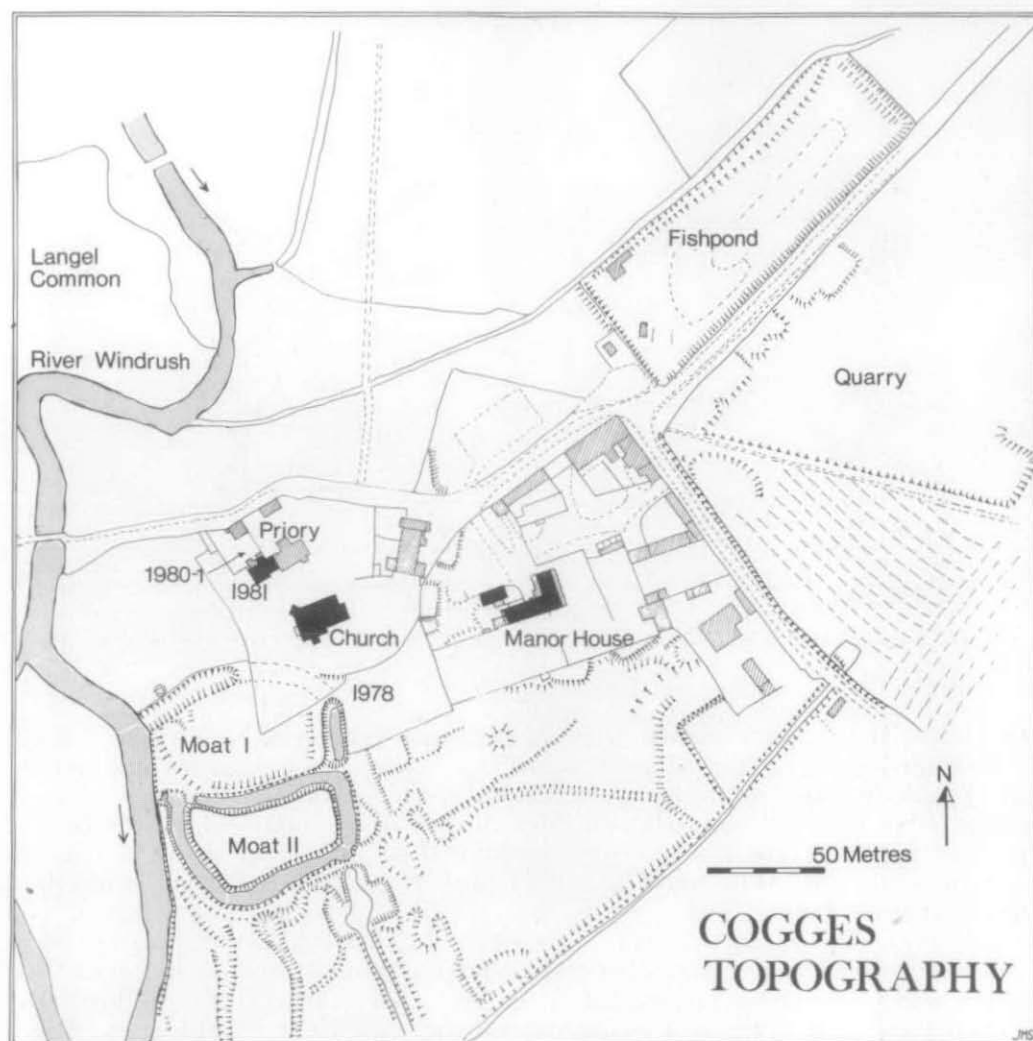 Langel
Common
River Windrush
Fishpond
Quarry
Priory
1980-1
1981
Church
Manor House
1978
Moat I
Moat II
N
50 Metres
COGGES
TOPOGRAPHY
JMS